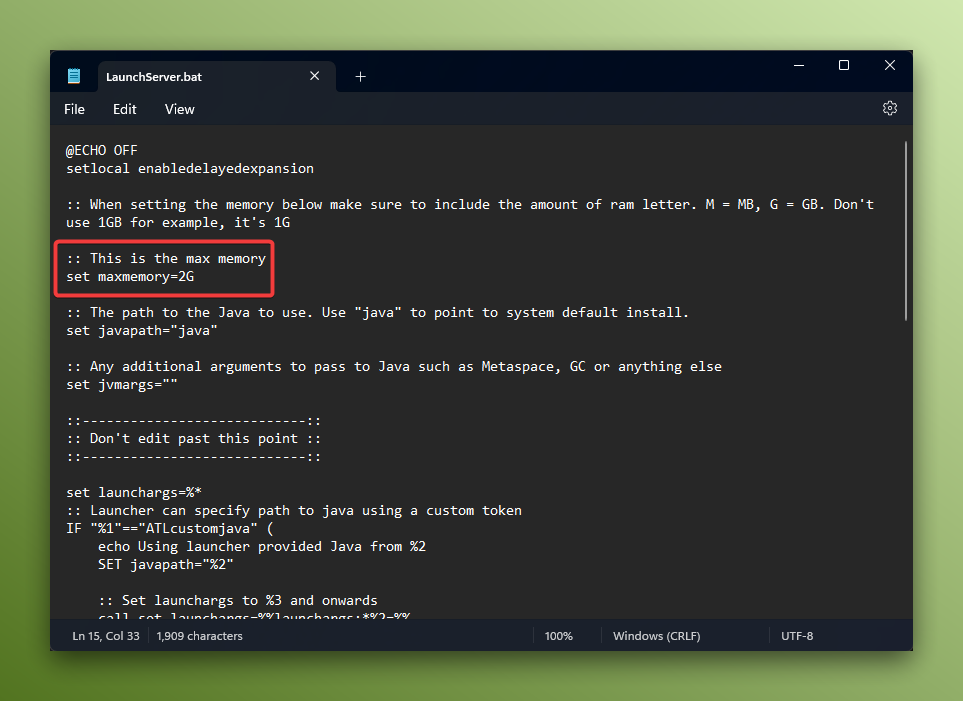 LaunchServer.bat
File Edit View
@ECHO OFF
setlocal enabledelayedexpansion
:: When setting the memory below make sure to include the amount of ram letter. M = MB, G = GB. Don't
use 1GB for example, it's 1G
:: This is the max memory
set maxmemory=2G
:: The path to the Java to use. Use "java" to point to system default install.
set javapath="java"
:: Any additional arguments to pass to Java such as Metaspace, GC or anything else
set jvmargs=""
::----------------------------::
:: Don't edit past this point ::
::----------------------------::
set launchargs=%*
:: Launcher can specify path to java using a custom token
IF "%1"=="ATLcustomjava" (
    echo Using launcher provided Java from %2
    SET javapath="%2"
    :: Set launchargs to %3 and onwards
    call set launchargs=%%launchargs:*%2=%%
Ln 15, Col 33 1,909 characters 100% Windows (CRLF) UTF-8